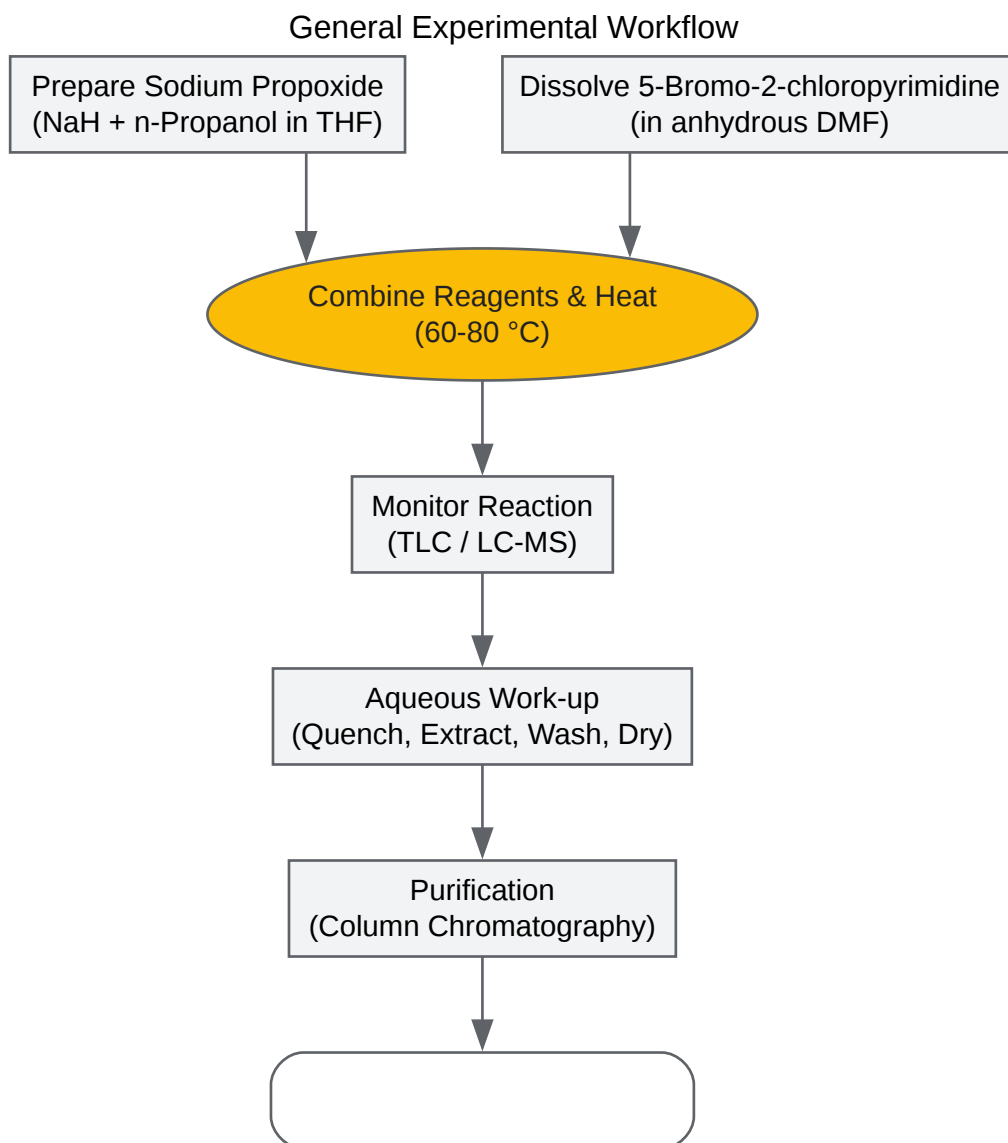 General Experimental Workflow
Prepare Sodium Propoxide
(NaH + n-Propanol in THF)
Dissolve 5-Bromo-2-chloropyrimidine
(in anhydrous DMF)
Combine Reagents & Heat
(60-80 °C)
Monitor Reaction
(TLC / LC-MS)
Aqueous Work-up
(Quench, Extract, Wash, Dry)
Purification
(Column Chromatography)